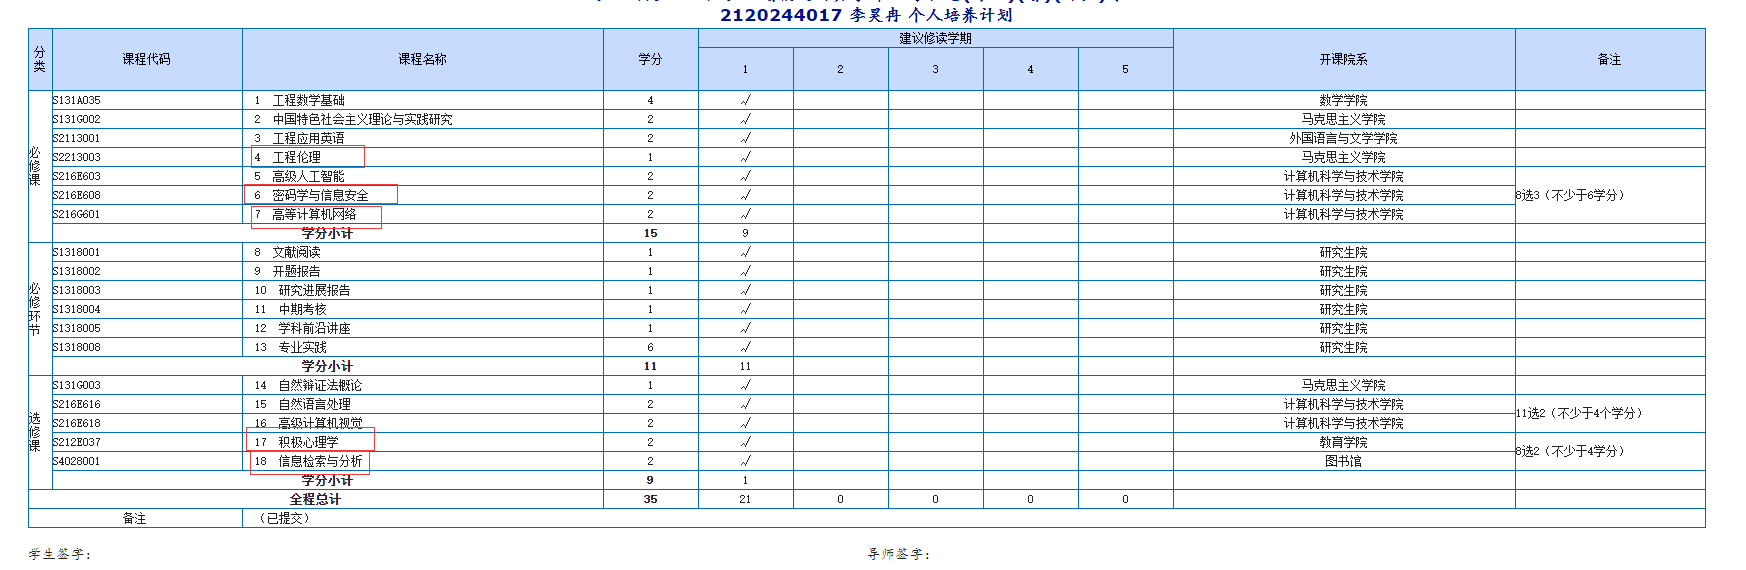 2120244017 李昊冉 个人培养计划
分类 课程代码 课程名称 学分 建议修读学期 开课院系 备注
1 2 3 4 5
必修课
S131A035 1 工程数学基础 4 √ 数学学院
S131G002 2 中国特色社会主义理论与实践研究 2 √ 马克思主义学院
S2113001 3 工程应用英语 2 √ 外国语言与文学学院
S2213003 4 工程伦理 1 √ 马克思主义学院
S216E603 5 高级人工智能 2 √ 计算机科学与技术学院
S216E608 6 密码学与信息安全 2 √ 计算机科学与技术学院 8选3（不少于6学分）
S216G601 7 高等计算机网络 2 √ 计算机科学与技术学院
学分小计 15 9
必修环节
S1318001 8 文献阅读 1 √ 研究生院
S1318002 9 开题报告 1 √ 研究生院
S1318003 10 研究进展报告 1 √ 研究生院
S1318004 11 中期考核 1 √ 研究生院
S1318005 12 学科前沿讲座 1 √ 研究生院
S1318008 13 专业实践 6 √ 研究生院
学分小计 11 11
选修课
S131G003 14 自然辩证法概论 1 √ 马克思主义学院
S216E616 15 自然语言处理 2 √ 计算机科学与技术学院 11选2（不少于4个学分）
S216E618 16 高级计算机视觉 2 √ 计算机科学与技术学院
S212E037 17 积极心理学 2 √ 教育学院 8选2（不少于4学分）
S4028001 18 信息检索与分析 2 √ 图书馆
学分小计 9 1
全程总计 35 21 0 0 0 0
备注 （已提交）
学生签字： 导师签字：